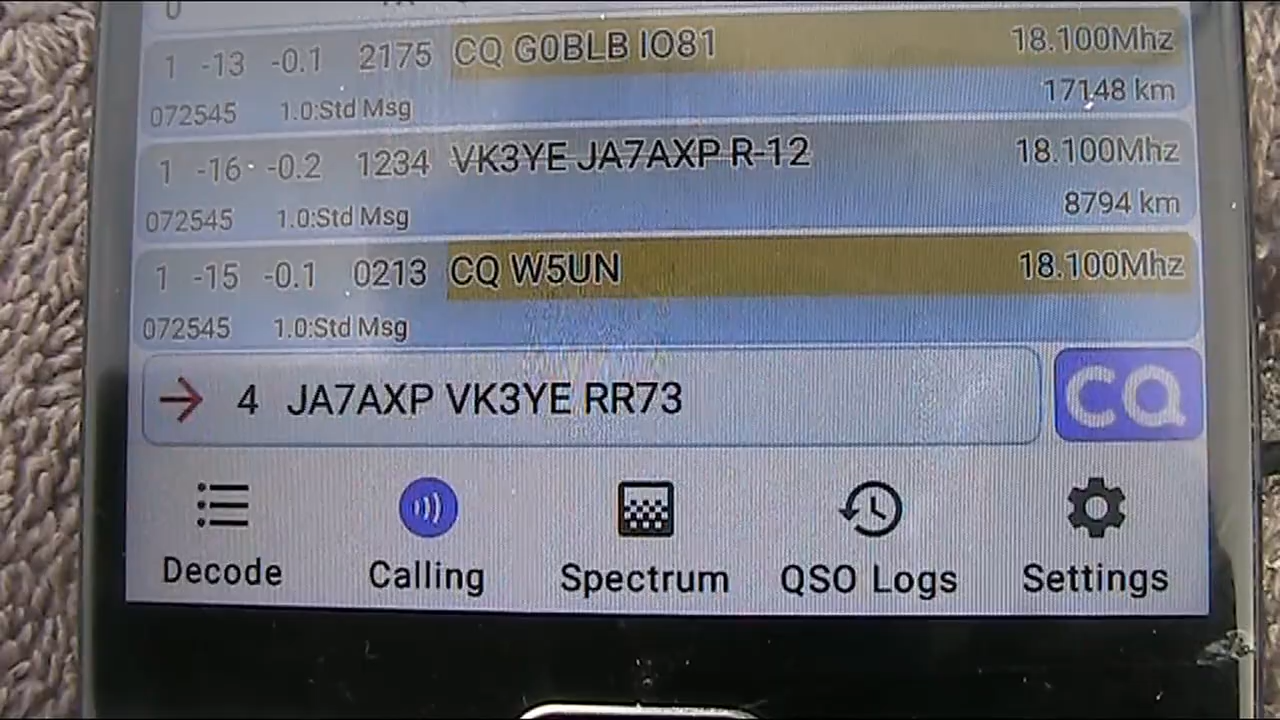 0
1 -13 -0.1 2175 CQ G0BLB IO81 18.100Mhz
072545 1.0:Std Msg 17148 km
1 -16 -0.2 1234 VK3YE JA7AXP R-12 18.100Mhz
072545 1.0:Std Msg 8794 km
1 -15 -0.1 0213 CQ W5UN 18.100Mhz
072545 1.0:Std Msg
→ 4 JA7AXP VK3YE RR73 CQ
Decode Calling Spectrum QSO Logs Settings